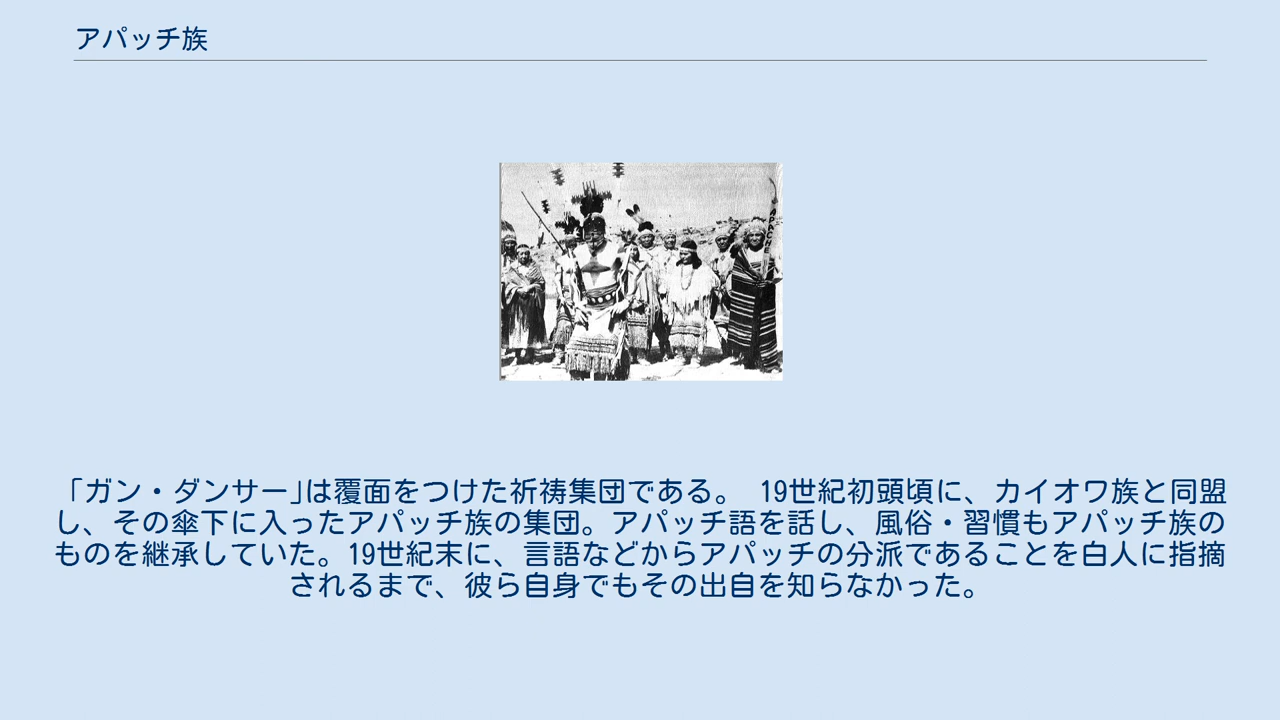 アパッチ族
「ガン・ダンサー」は覆面をつけた祈祷集団である。 19世紀初頭頃に、カイオワ族と同盟
し、その傘下に入ったアパッチ族の集団。アパッチ語を話し、風俗・習慣もアパッチ族の
ものを継承していた。19世紀末に、言語などからアパッチの分派であることを白人に指摘
されるまで、彼ら自身でもその出自を知らなかった。